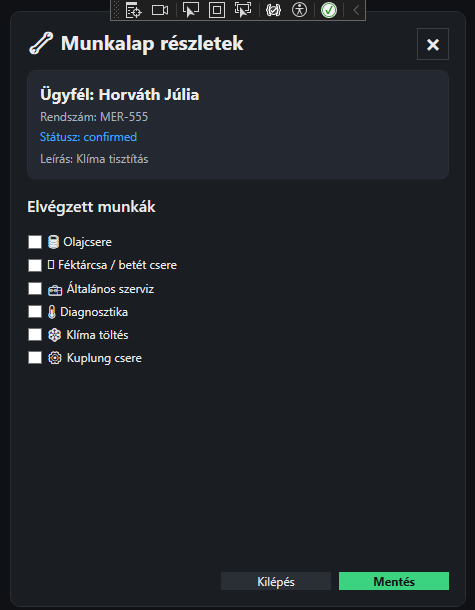 Munkalap részletek
Ügyfél: Horváth Júlia
Rendszám: MER-555
Státusz: confirmed
Leírás: Klíma tisztítás
Elvégzett munkák
Olajcsere
Féktárcsa / betét csere
Általános szerviz
Diagnosztika
Klíma töltés
Kuplung csere
Kilépés
Mentés